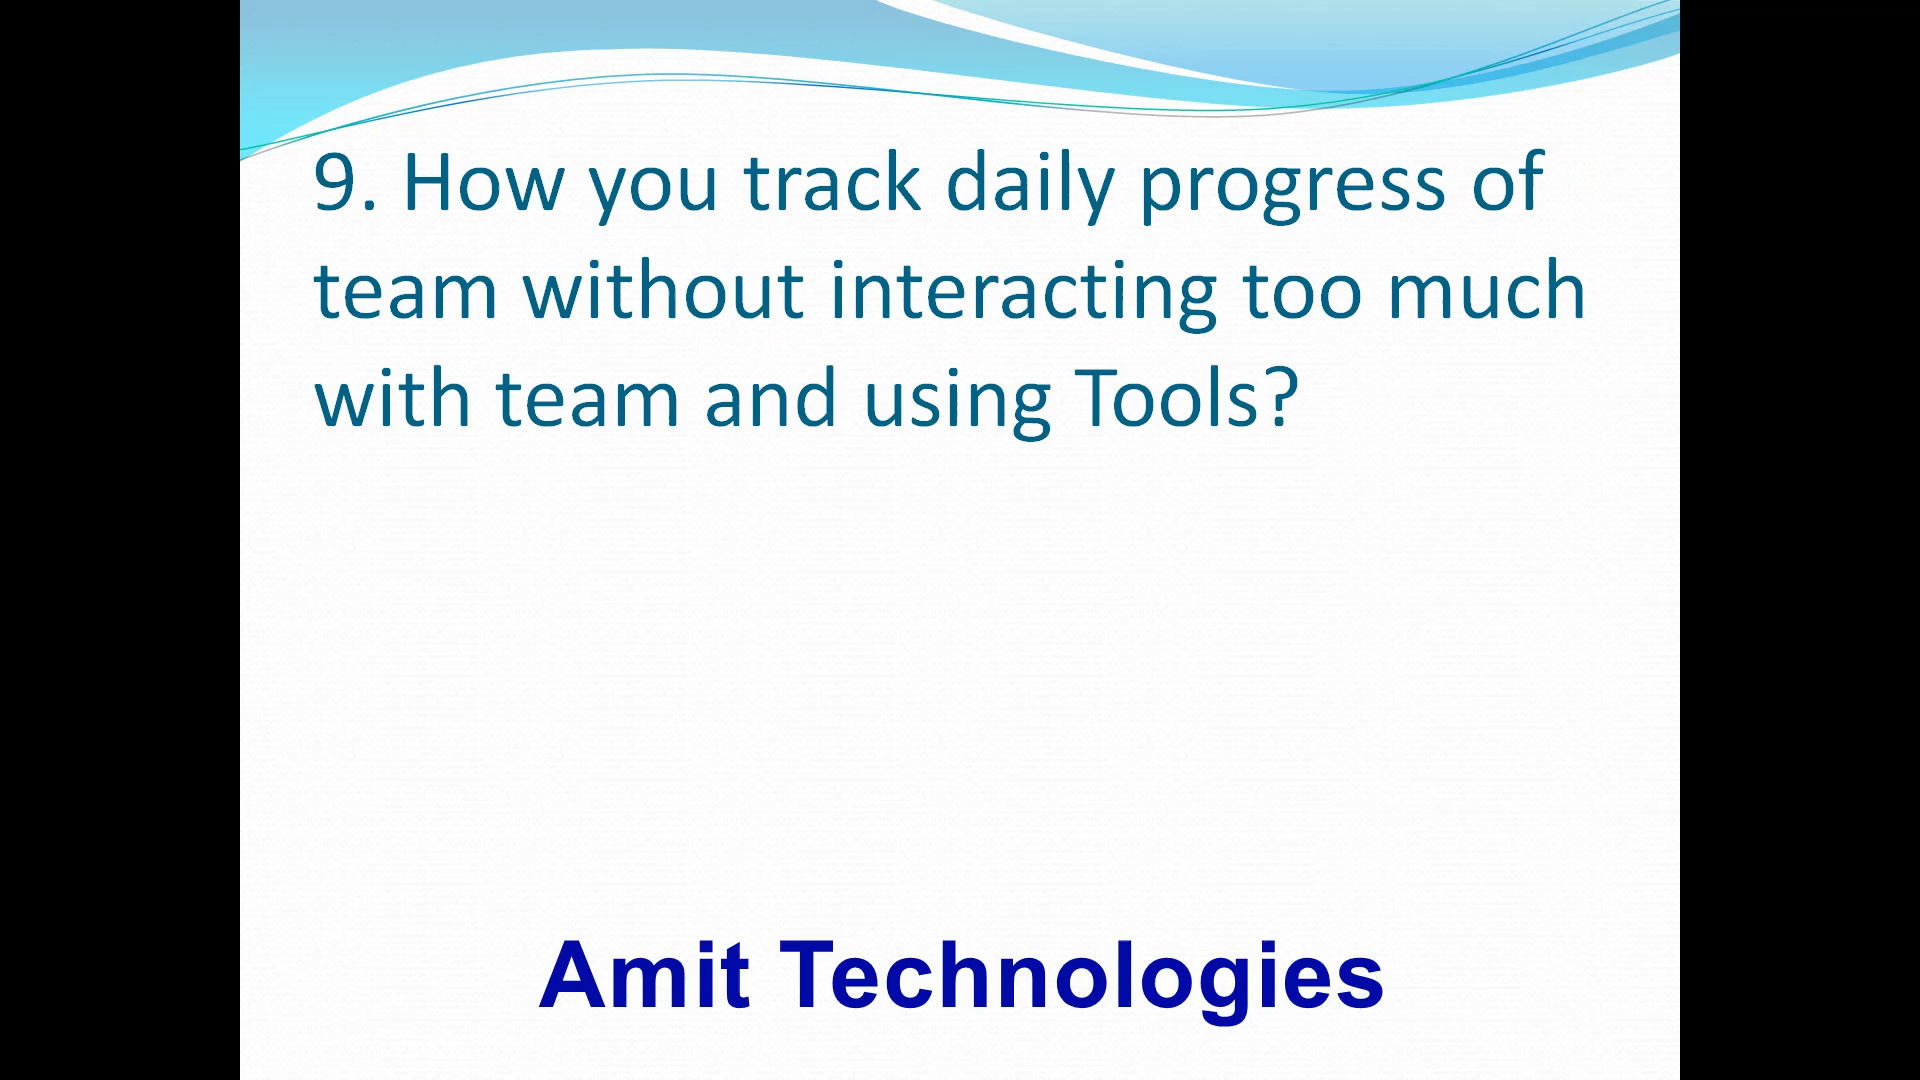 9. How you track daily progress of
team without interacting too much
with team and using Tools?
Amit Technologies